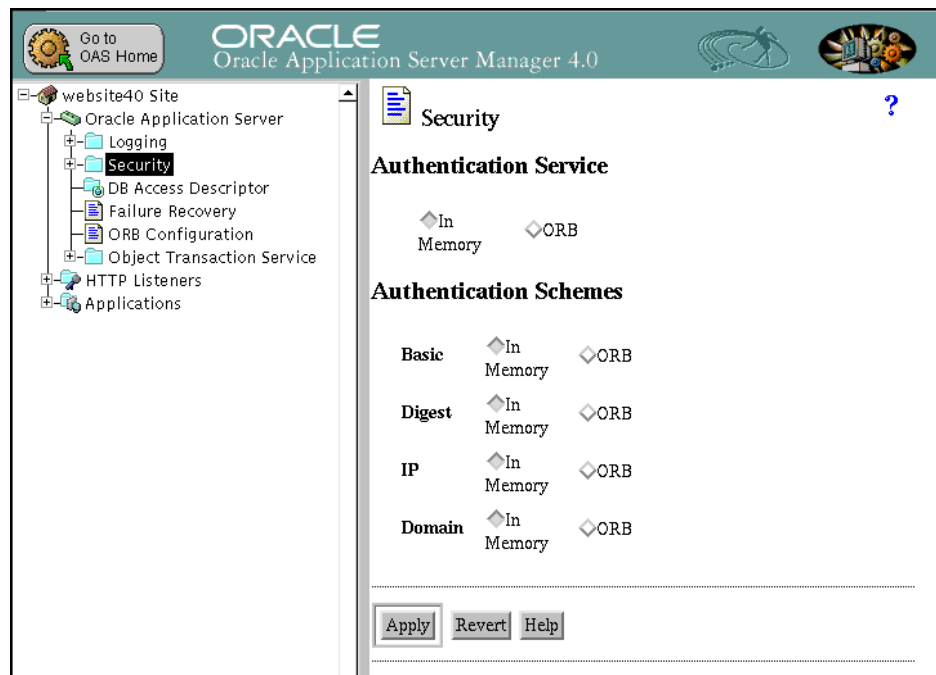 Go to
OAS Home
ORACLE
Oracle Application Server Manager 4.0
website40 Site
Oracle Application Server
Logging
Security
DB Access Descriptor
Failure Recovery
ORB Configuration
Object Transaction Service
HTTP Listeners
Applications
Security
?
Authentication Service
In
Memory
ORB
Authentication Schemes
Basic
In
Memory
ORB
Digest
In
Memory
ORB
IP
In
Memory
ORB
Domain
In
Memory
ORB
Apply
Revert
Help